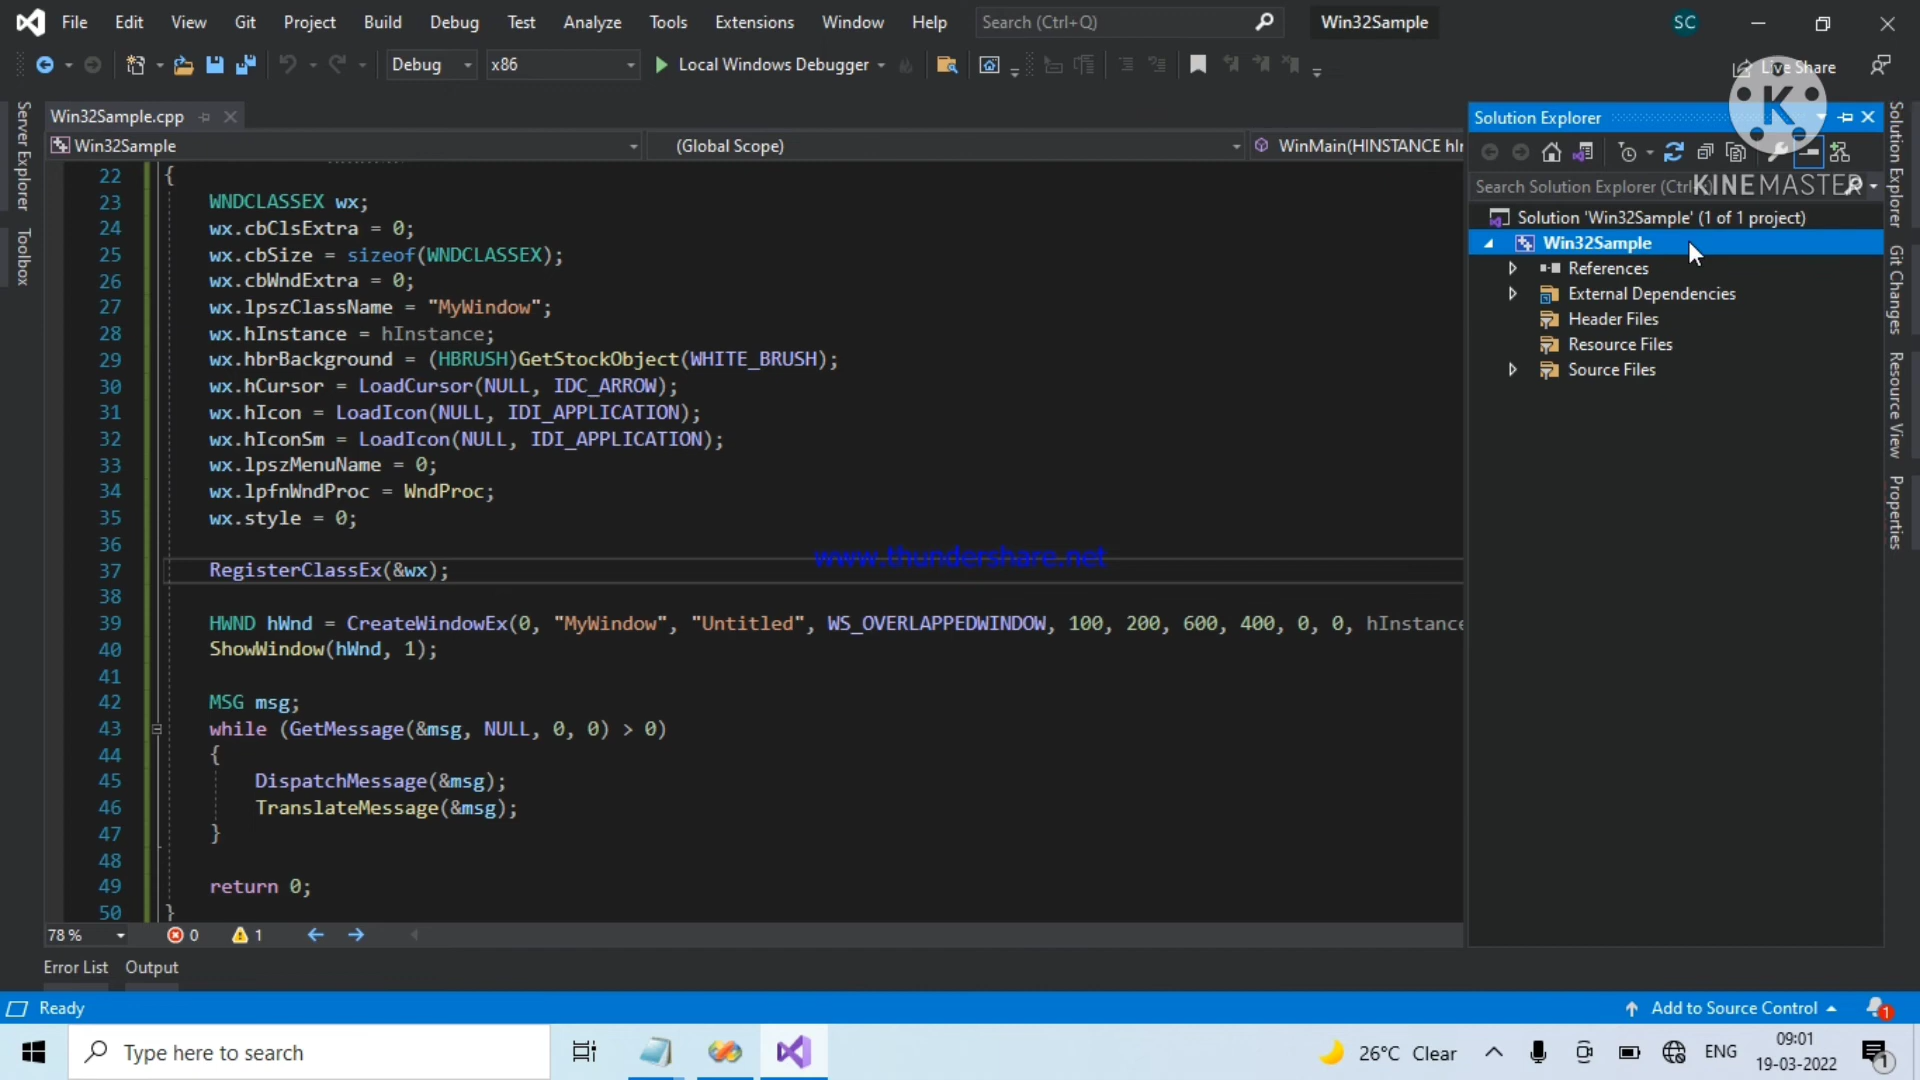 File Edit View Git Project Build Debug Test Analyze Tools Extensions Window Help Search (Ctrl+Q) Win32Sample SC
Debug x86 Local Windows Debugger Live Share
Server Explorer
Toolbox
Win32Sample.cpp
Win32Sample (Global Scope) WinMain(HINSTANCE hIn
22 {
23 WNDCLASSEX wx;
24 wx.cbClsExtra = 0;
25 wx.cbSize = sizeof(WNDCLASSEX);
26 wx.cbWndExtra = 0;
27 wx.lpszClassName = "MyWindow";
28 wx.hInstance = hInstance;
29 wx.hbrBackground = (HBRUSH)GetStockObject(WHITE_BRUSH);
30 wx.hCursor = LoadCursor(NULL, IDC_ARROW);
31 wx.hIcon = LoadIcon(NULL, IDI_APPLICATION);
32 wx.hIconSm = LoadIcon(NULL, IDI_APPLICATION);
33 wx.lpszMenuName = 0;
34 wx.lpfnWndProc = WndProc;
35 wx.style = 0;
36
www.thundershare.net
37 RegisterClassEx(&wx);
38
39 HWND hWnd = CreateWindowEx(0, "MyWindow", "Untitled", WS_OVERLAPPEDWINDOW, 100, 200, 600, 400, 0, 0, hInstance
40 ShowWindow(hWnd, 1);
41
42 MSG msg;
43 while (GetMessage(&msg, NULL, 0, 0) > 0)
44 {
45 DispatchMessage(&msg);
46 TranslateMessage(&msg);
47 }
48
49 return 0;
50 }
78 % 0 1
Error List Output
Solution Explorer
K
Search Solution Explorer (Ctrl
KINEMASTER
Solution 'Win32Sample' (1 of 1 project)
Win32Sample
References
External Dependencies
Header Files
Resource Files
Source Files
Solution Explorer
Git Changes
Resource View
Properties
Ready Add to Source Control 1
Type here to search 26°C Clear ENG 09:01
19-03-2022 1